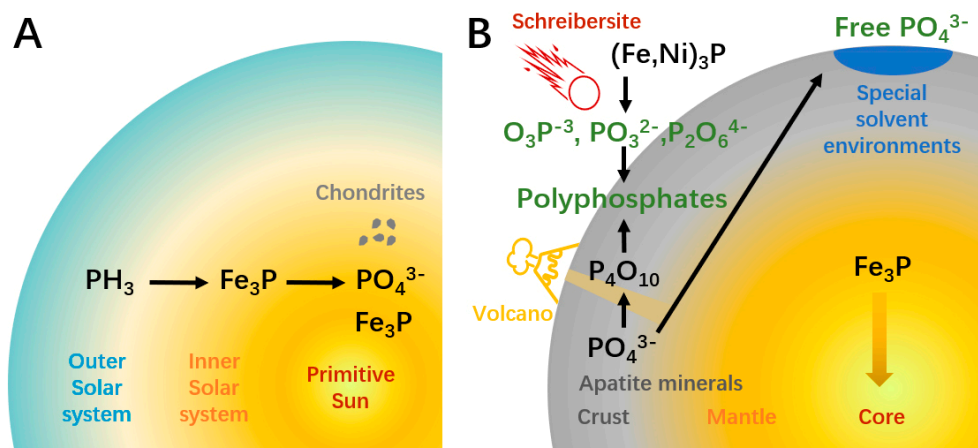 A
Chondrites
PH₃ → Fe₃P → PO₄³⁻
Fe₃P
Outer
Solar
system
Inner
Solar
system
Primitive
Sun
B
Schreibersite
(Fe,Ni)₃P
O₃P⁻³, PO₃²⁻,P₂O₆⁴⁻
Polyphosphates
P₄O₁₀
Volcano
PO₄³⁻
Apatite minerals
Crust
Mantle
Core
Fe₃P
Free PO₄³⁻
Special
solvent
environments